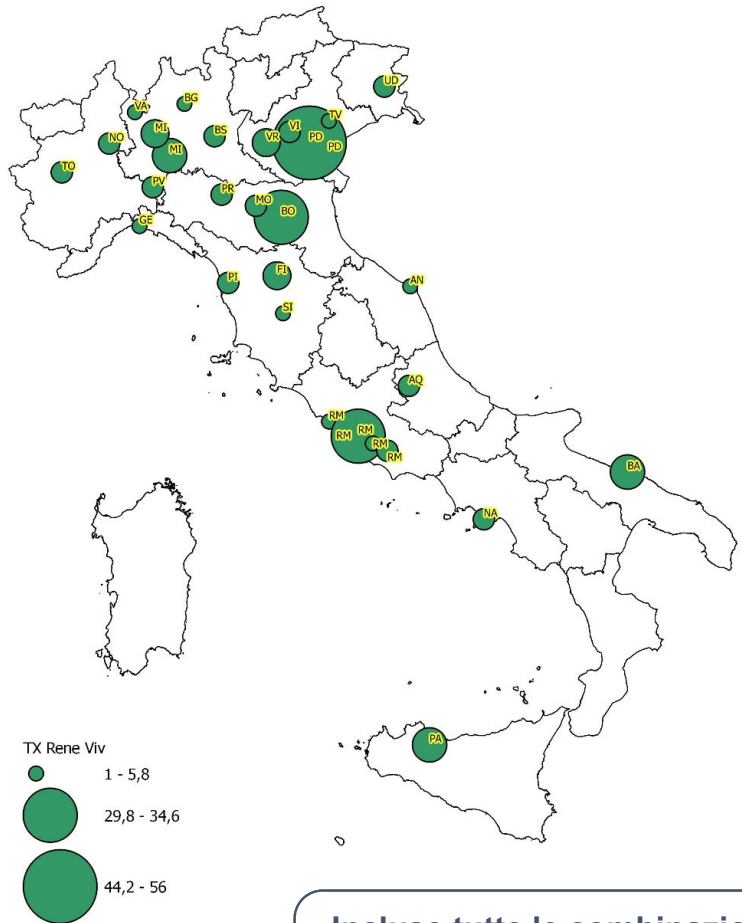 UD
BG
VA
TV
MI
VI
NO
BS
VR
PD
PD
MI
TO
PV
PR
MO
BO
GE
FI
PI
AN
SI
AQ
RM
RM
RM
RM
RM
BA
NA
PA
TX Rene Viv
1 - 5,8
29,8 - 34,6
44,2 - 56